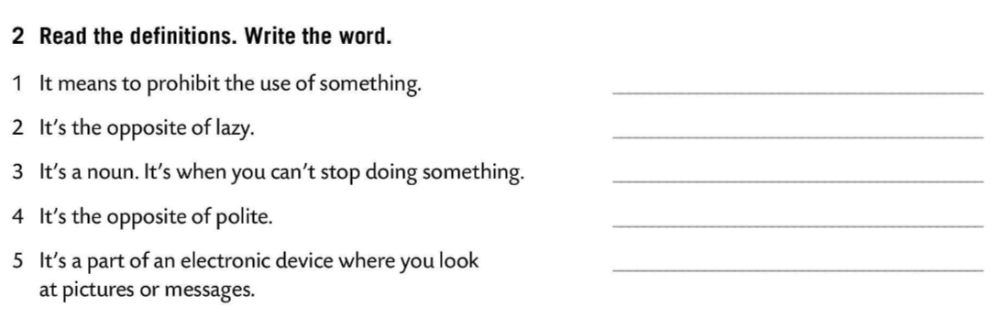 2 Read the definitions. Write the word.
1 It means to prohibit the use of something.
2 It's the opposite of lazy.
3 It's a noun. It's when you can't stop doing something.
4 It's the opposite of polite.
5 It's a part of an electronic device where you look
at pictures or messages.